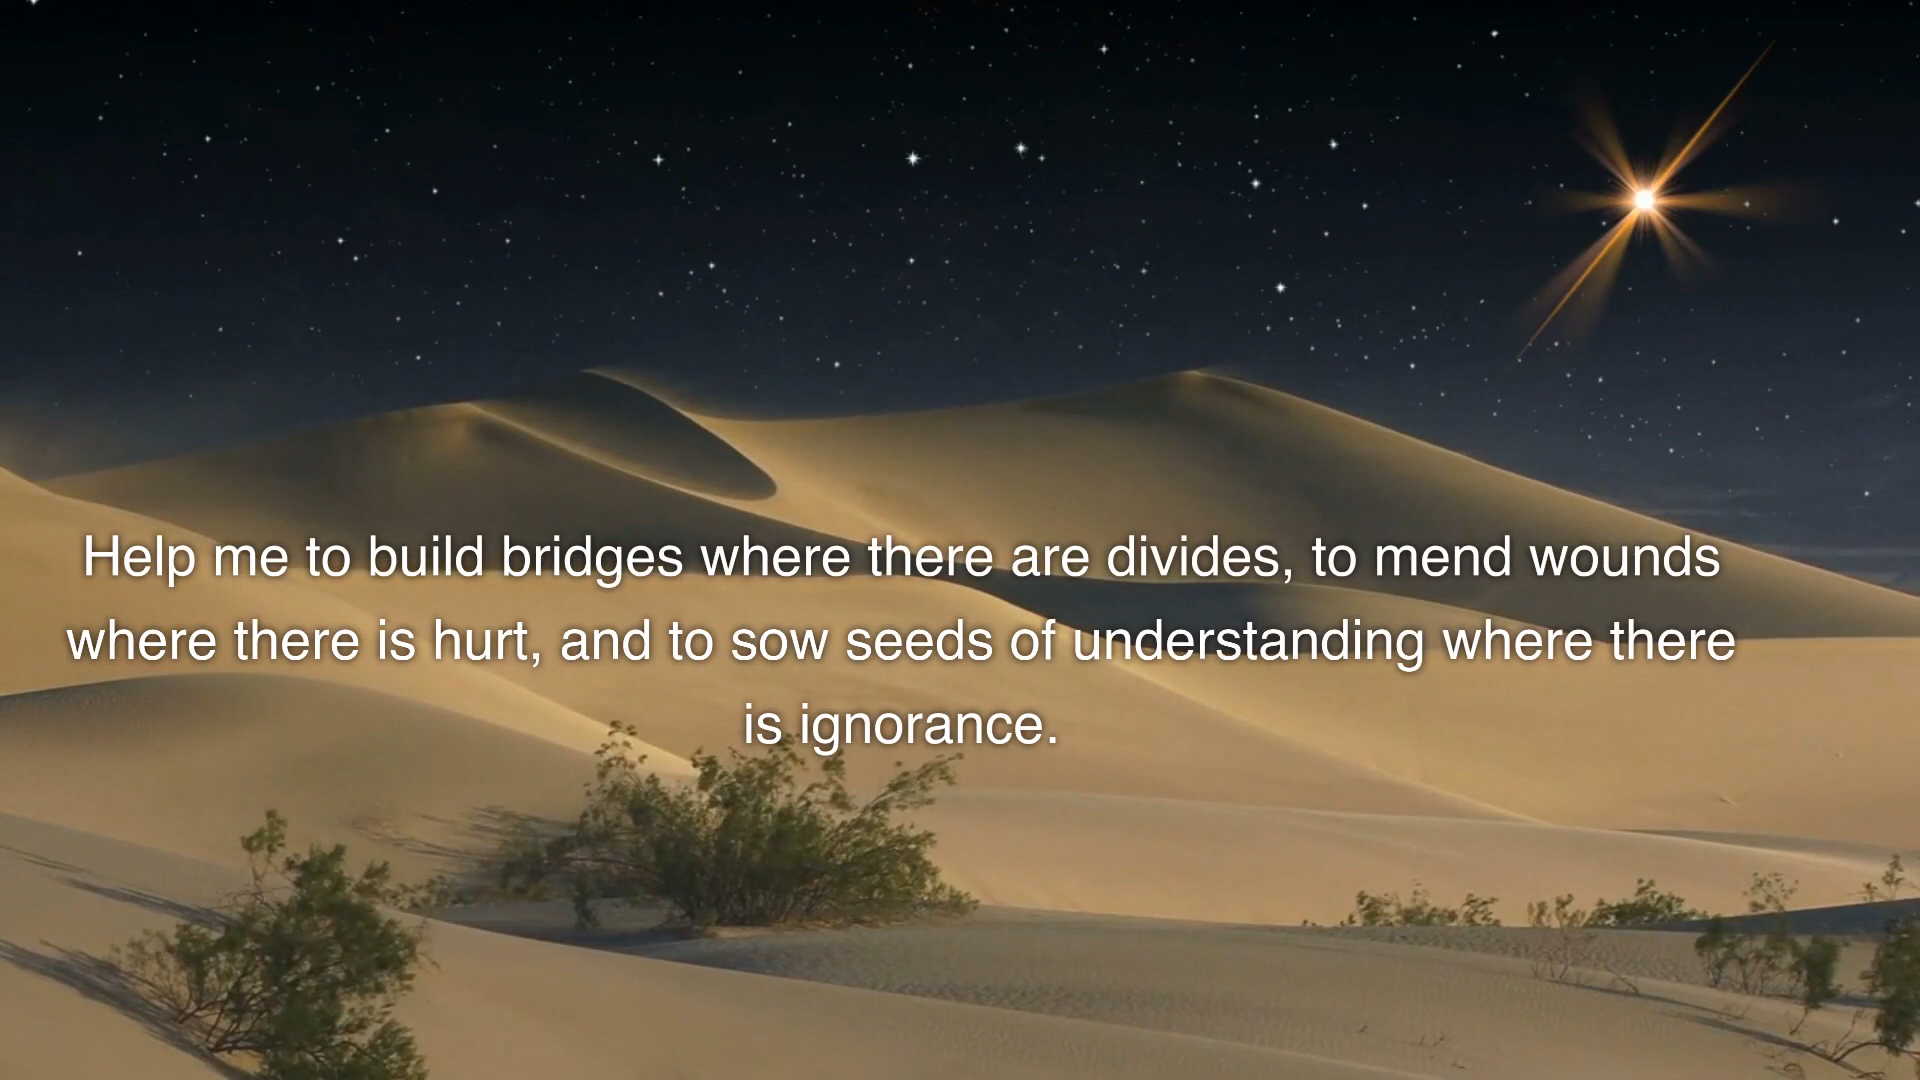 Help me to build bridges where there are divides, to mend wounds
where there is hurt, and to sow seeds of understanding where there
is ignorance.